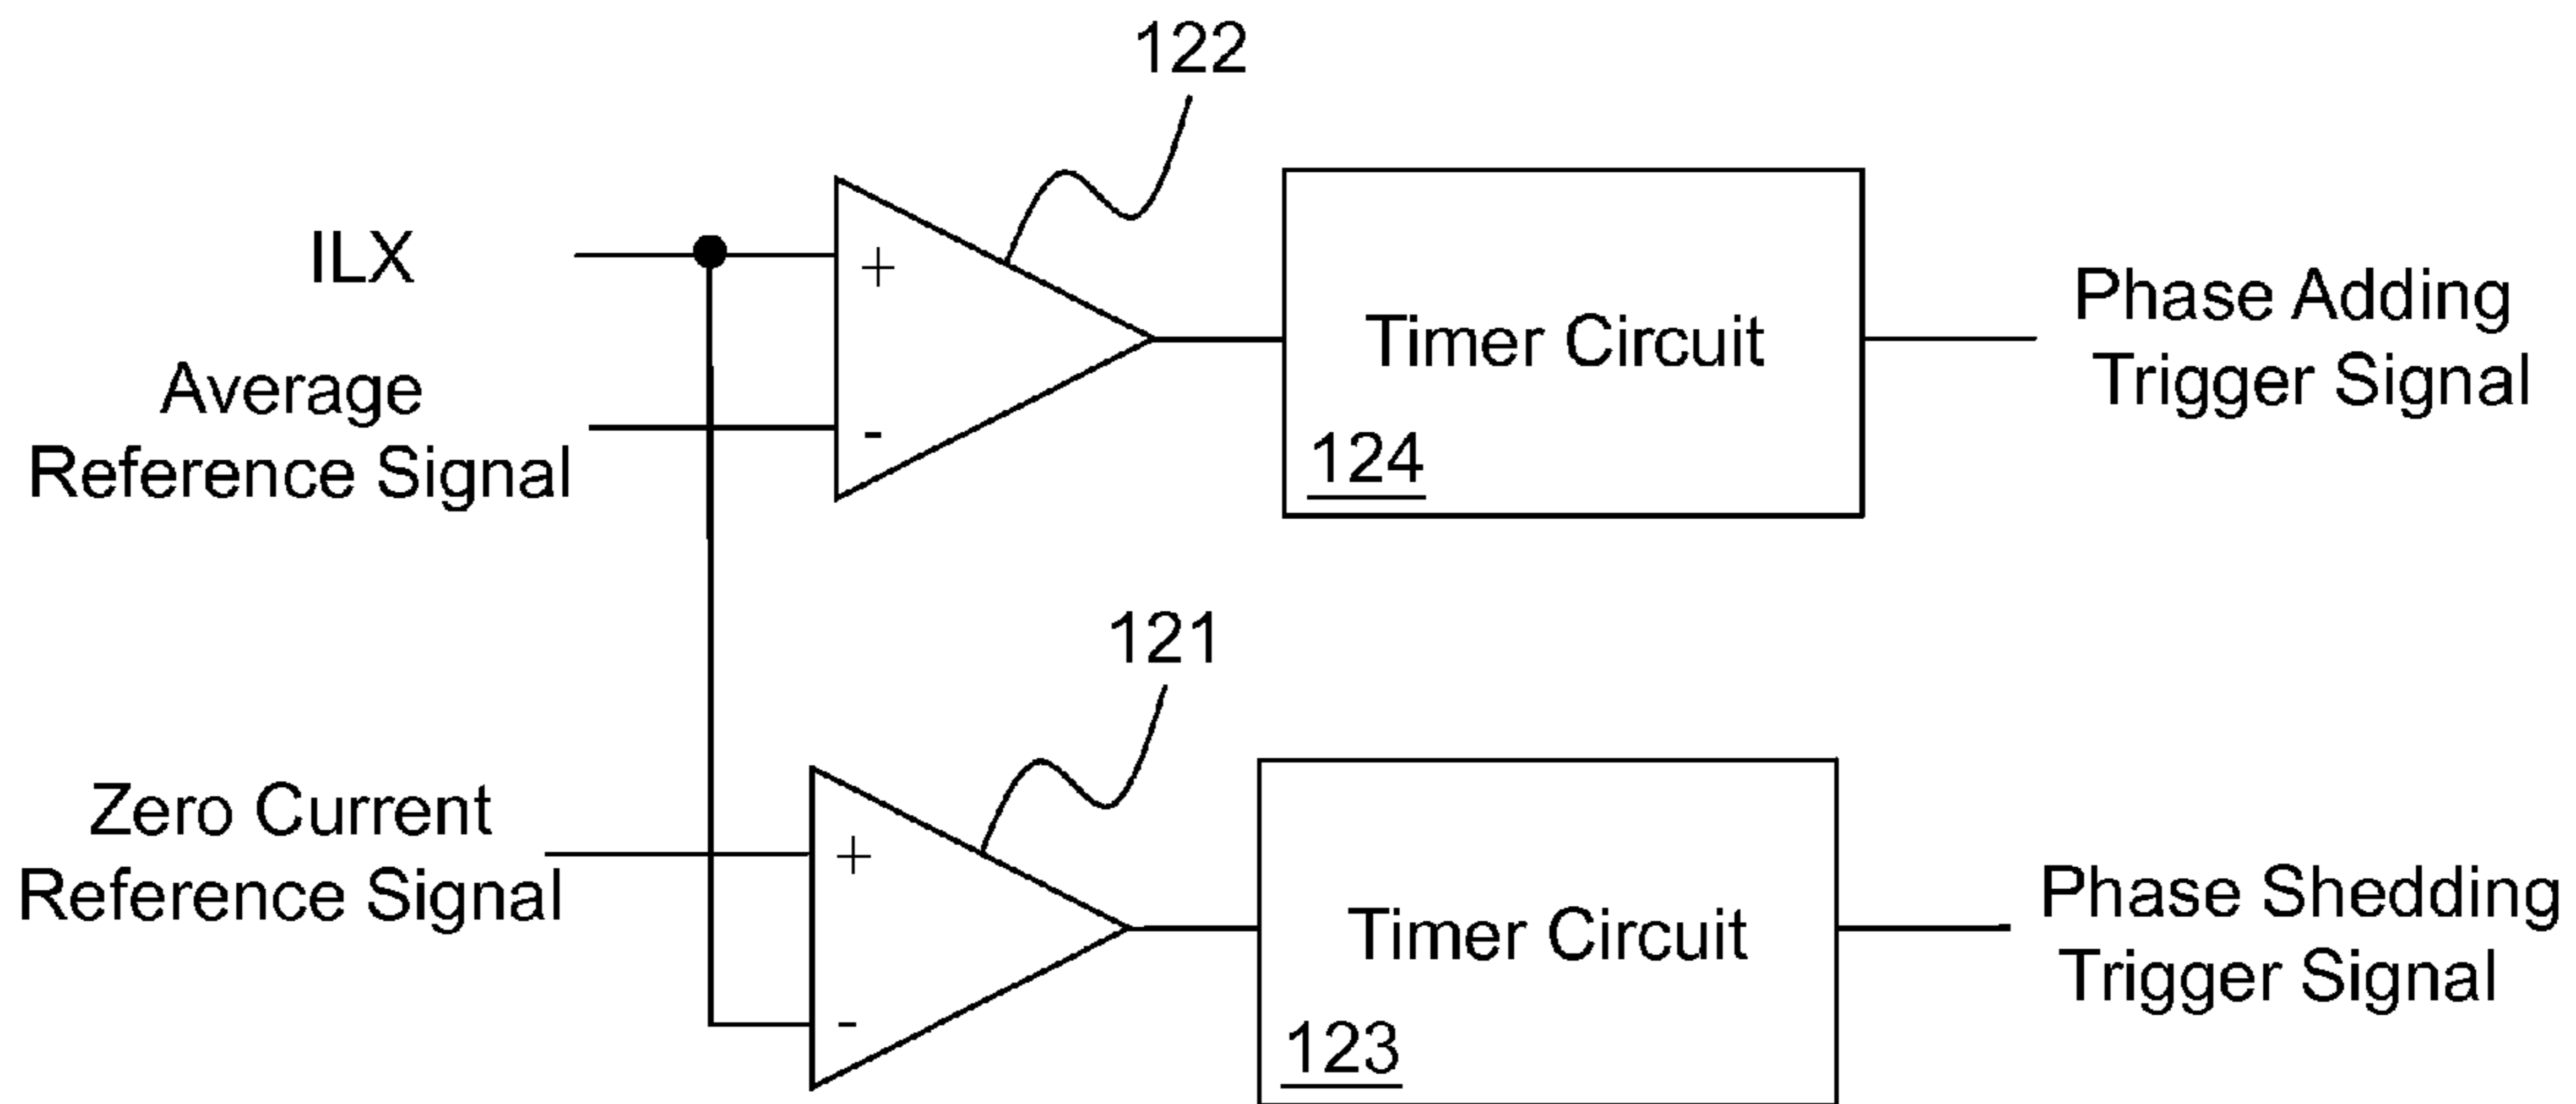 122
ILX
+
Average
Reference Signal
-
Timer Circuit
124
Phase Adding
Trigger Signal
121
Zero Current
Reference Signal
+
-
Timer Circuit
123
Phase Shedding
Trigger Signal